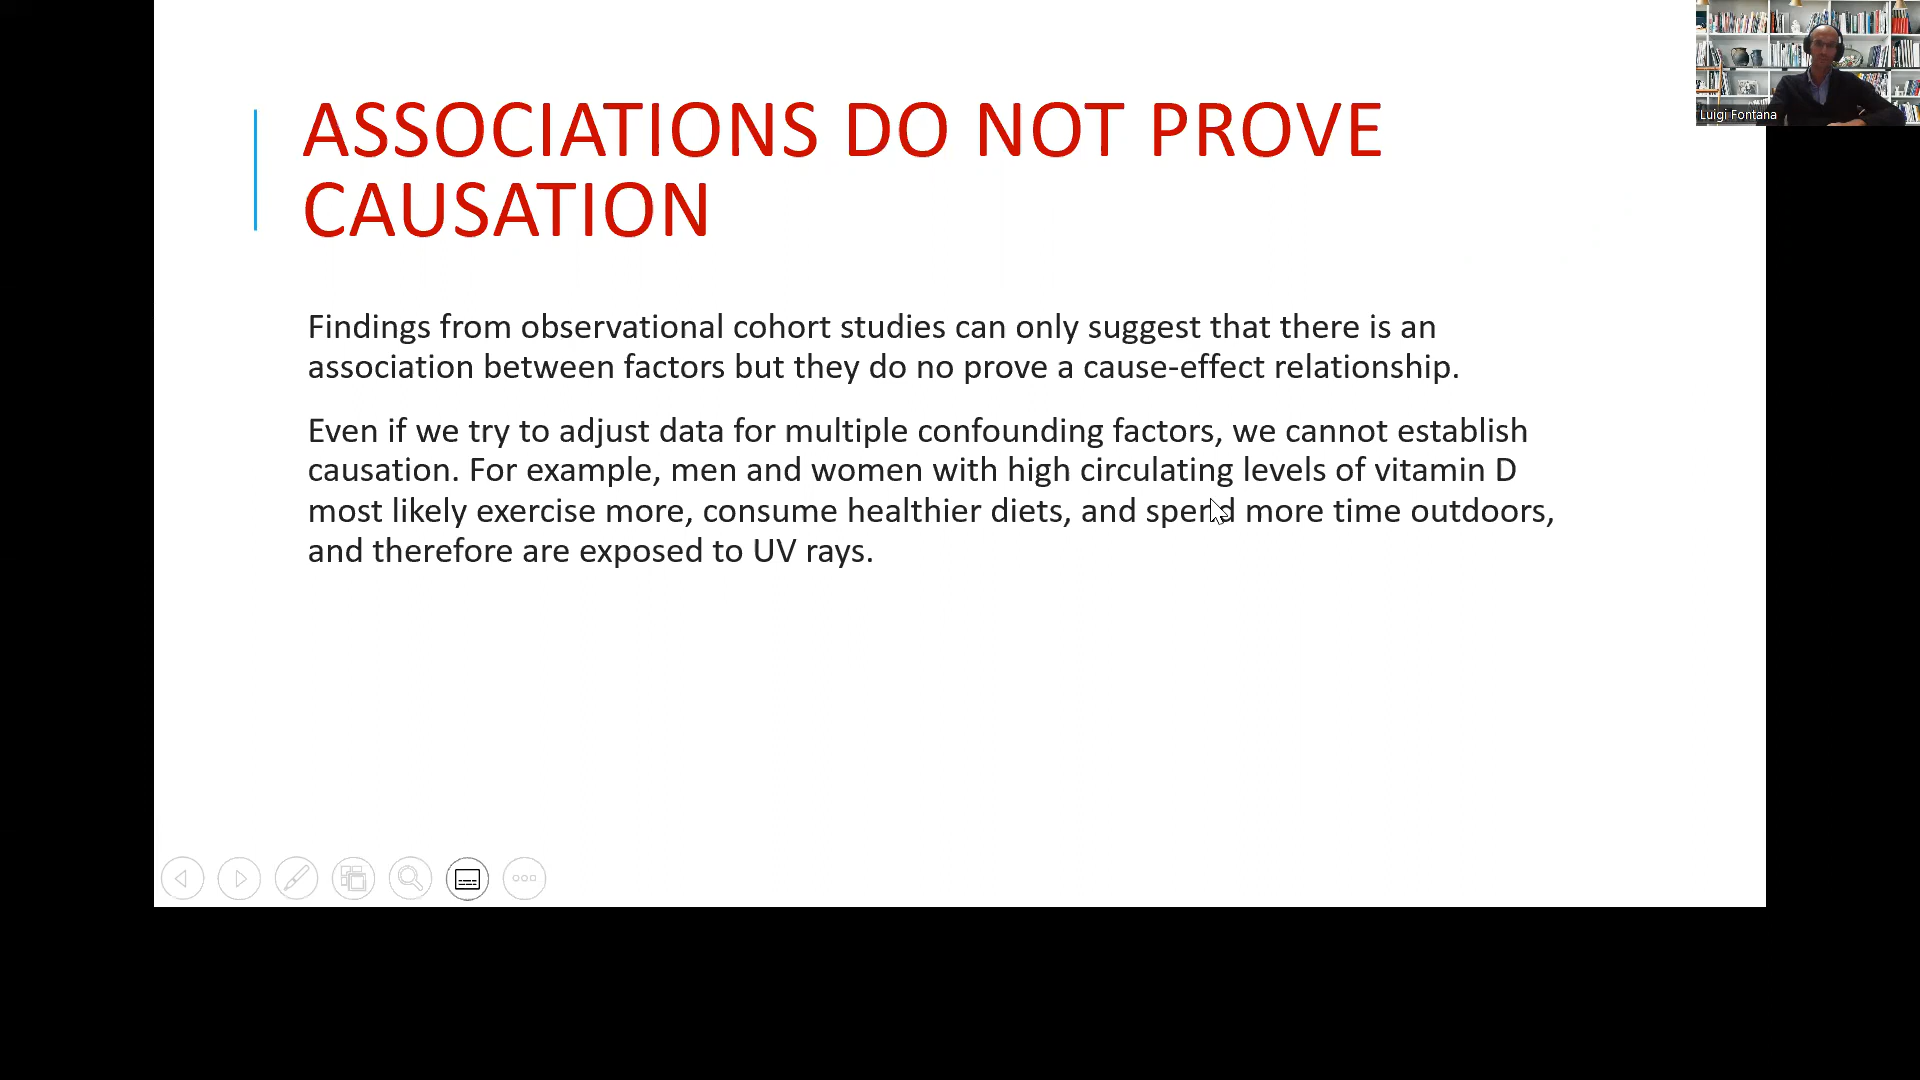 ASSOCIATIONS DO NOT PROVE
CAUSATION
Findings from observational cohort studies can only suggest that there is an
association between factors but they do no prove a cause-effect relationship.
Even if we try to adjust data for multiple confounding factors, we cannot establish
causation. For example, men and women with high circulating levels of vitamin D
most likely exercise more, consume healthier diets, and spend more time outdoors,
and therefore are exposed to UV rays.
Luigi Fontana